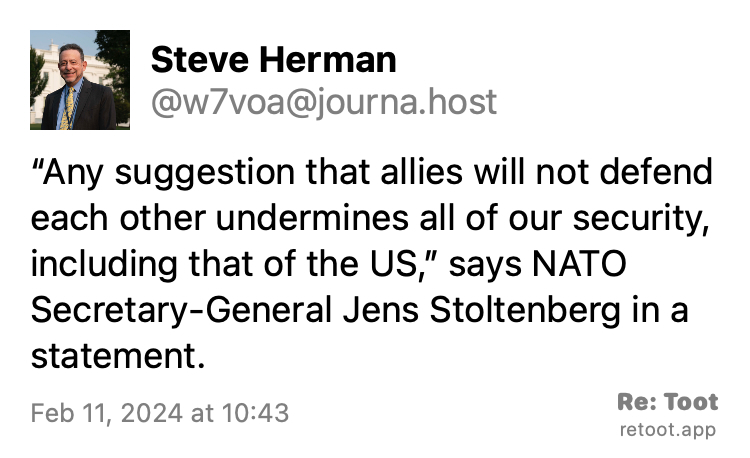 Steve Herman
@w7voa@journa.host
“Any suggestion that allies will not defend
each other undermines all of our security,
including that of the US,” says NATO
Secretary-General Jens Stoltenberg in a
statement.
Feb 11, 2024 at 10:43
Re: Toot
retoot.app